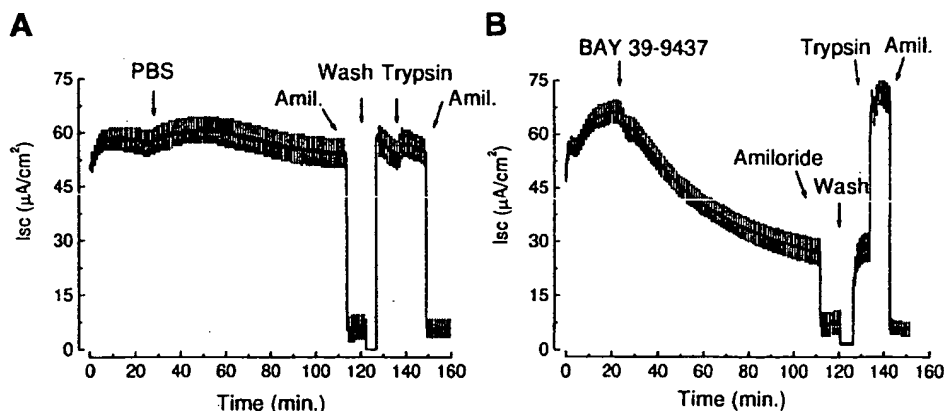 A
PBS
Wash Trypsin
Amil.
Amil.
75
60
45
30
15
0
Isc (µA/cm²)
0 20 40 60 80 100 120 140 160
Time (min.)
B
BAY 39-9437
Trypsin
Amil.
Amiloride
Wash
75
60
45
30
15
0
Isc (µA/cm²)
0 20 40 60 80 100 120 140 160
Time (min.)